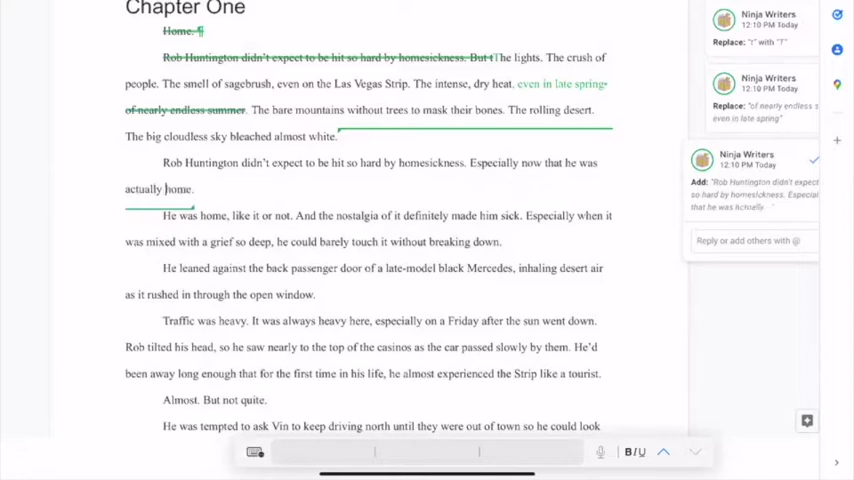 Chapter One
Home. ¶
Rob Huntington didn't expect to be hit so hard by homesickness. But tThe lights. The crush of
people. The smell of sagebrush, even on the Las Vegas Strip. The intense, dry heat, even in late spring
of nearly endless summer. The bare mountains without trees to mask their bones. The rolling desert.
The big cloudless sky bleached almost white.
Rob Huntington didn't expect to be hit so hard by homesickness. Especially now that he was
actually home.
He was home, like it or not. And the nostalgia of it definitely made him sick. Especially when it
was mixed with a grief so deep, he could barely touch it without breaking down.
He leaned against the back passenger door of a late-model black Mercedes, inhaling desert air
as it rushed in through the open window.
Traffic was heavy. It was always heavy here, especially on a Friday after the sun went down.
Rob tilted his head, so he saw nearly to the top of the casinos as the car passed slowly by them. He'd
been away long enough that for the first time in his life, he almost experienced the Strip like a tourist.
Almost. But not quite.
He was tempted to ask Vin to keep driving north until they were out of town so he could look
Ninja Writers
12:10 PM Today
Replace: "t" with "T"
Ninja Writers
12:10 PM Today
Replace: "of nearly endless s
even in late spring"
Ninja Writers
12:10 PM Today
Add: "Rob Huntington didn't expect
so hard by homesickness. Especial
that he was
Reply or add others with @
B I U